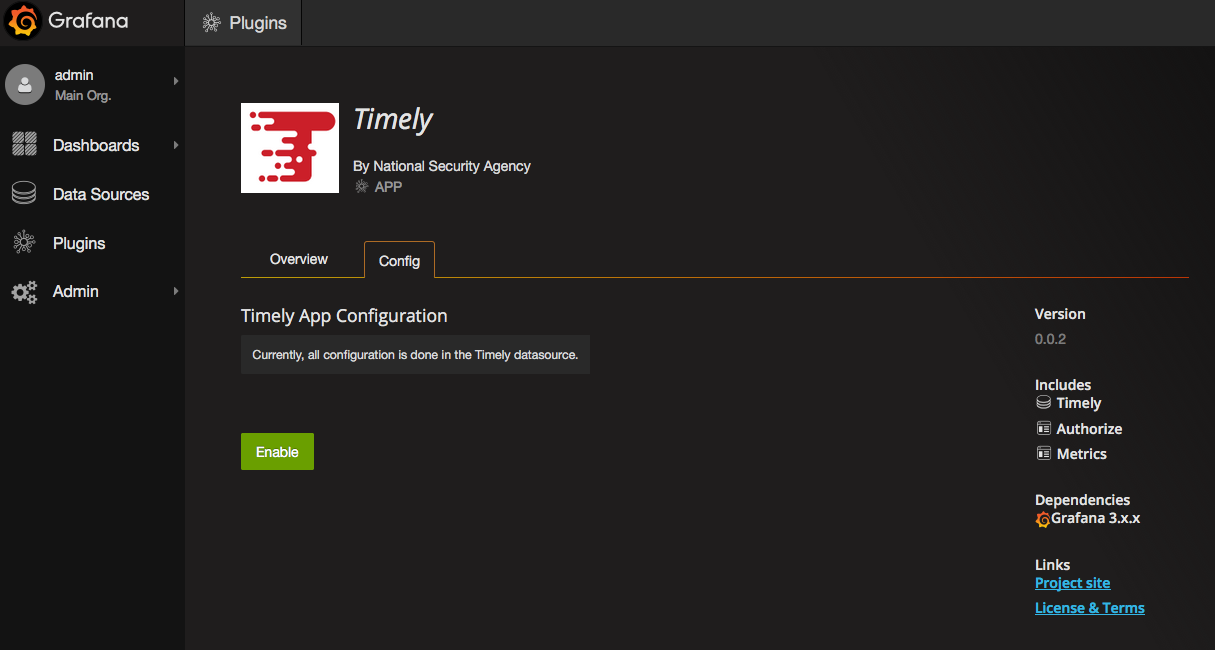 Grafana
Plugins
admin
Main Org.
Dashboards
Data Sources
Plugins
Admin
Timely
By National Security Agency
APP
Overview
Config
Timely App Configuration
Currently, all configuration is done in the Timely datasource.
Enable
Version
0.0.2
Includes
Timely
Authorize
Metrics
Dependencies
Grafana 3.x.x
Links
Project site
License & Terms